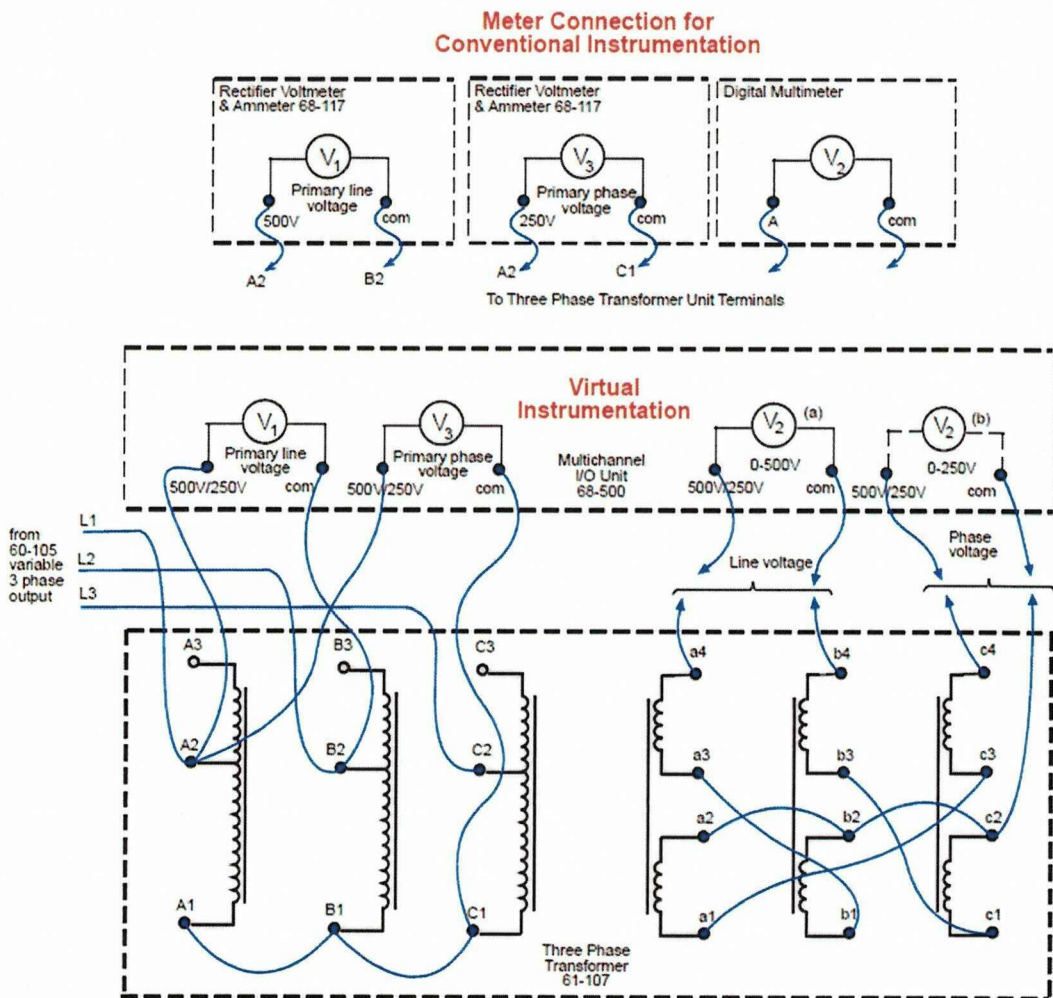 Meter Connection for
Conventional Instrumentation
Rectifier Voltmeter
& Ammeter 68-117
V1
Primary line
voltage
500V
com
A2
B2
Rectifier Voltmeter
& Ammeter 68-117
V3
Primary phase
voltage
250V
com
A2
C1
Digital Multimeter
V2
A
com
To Three Phase Transformer Unit Terminals
Virtual
Instrumentation
V1
Primary line
voltage
500V/250V
com
V3
Primary phase
voltage
500V/250V
com
Multichannel
I/O Unit
68-500
V2
(a)
0-500V
500V/250V
com
V2
(b)
0-250V
500V/250V
com
from
60-105
variable
3 phase
output
L1
L2
L3
Line voltage
Phase
voltage
A3
B3
C3
a4
b4
c4
A2
B2
C2
a3
b3
c3
a2
b2
c2
A1
B1
C1
a1
b1
c1
Three Phase
Transformer
61-107